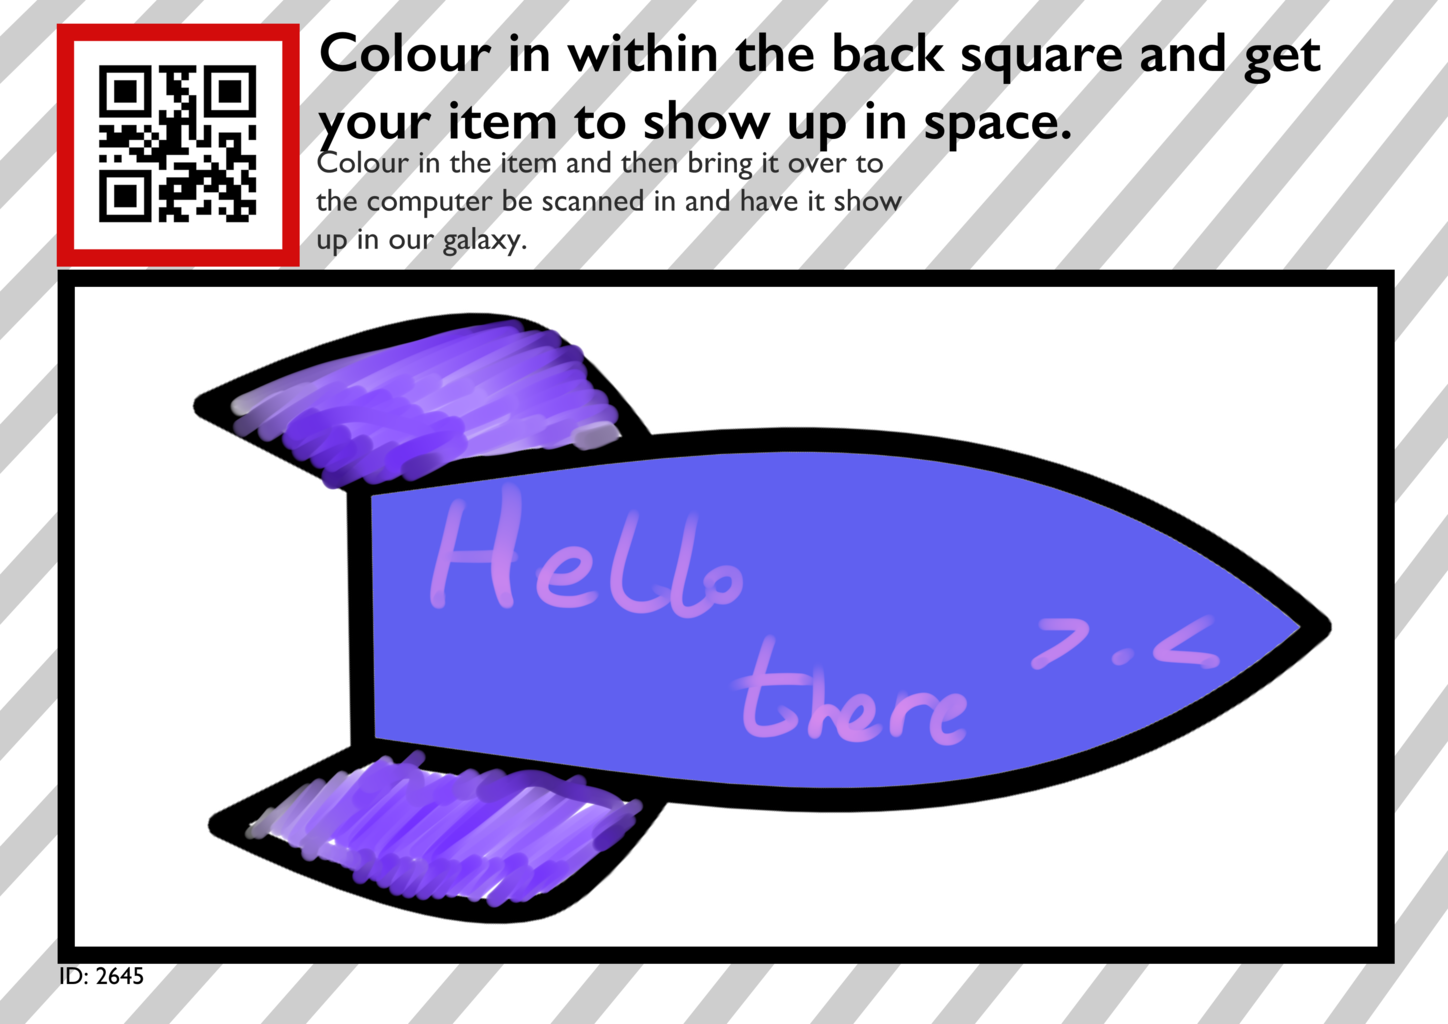 Colour in within the back square and get
your item to show up in space.
Colour in the item and then bring it over to
the computer be scanned in and have it show
up in our galaxy.
Hello
there
>.<
ID: 2645